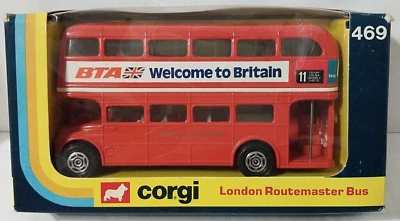 469
BTA Welcome to Britain
11
corgi
London Routemaster Bus